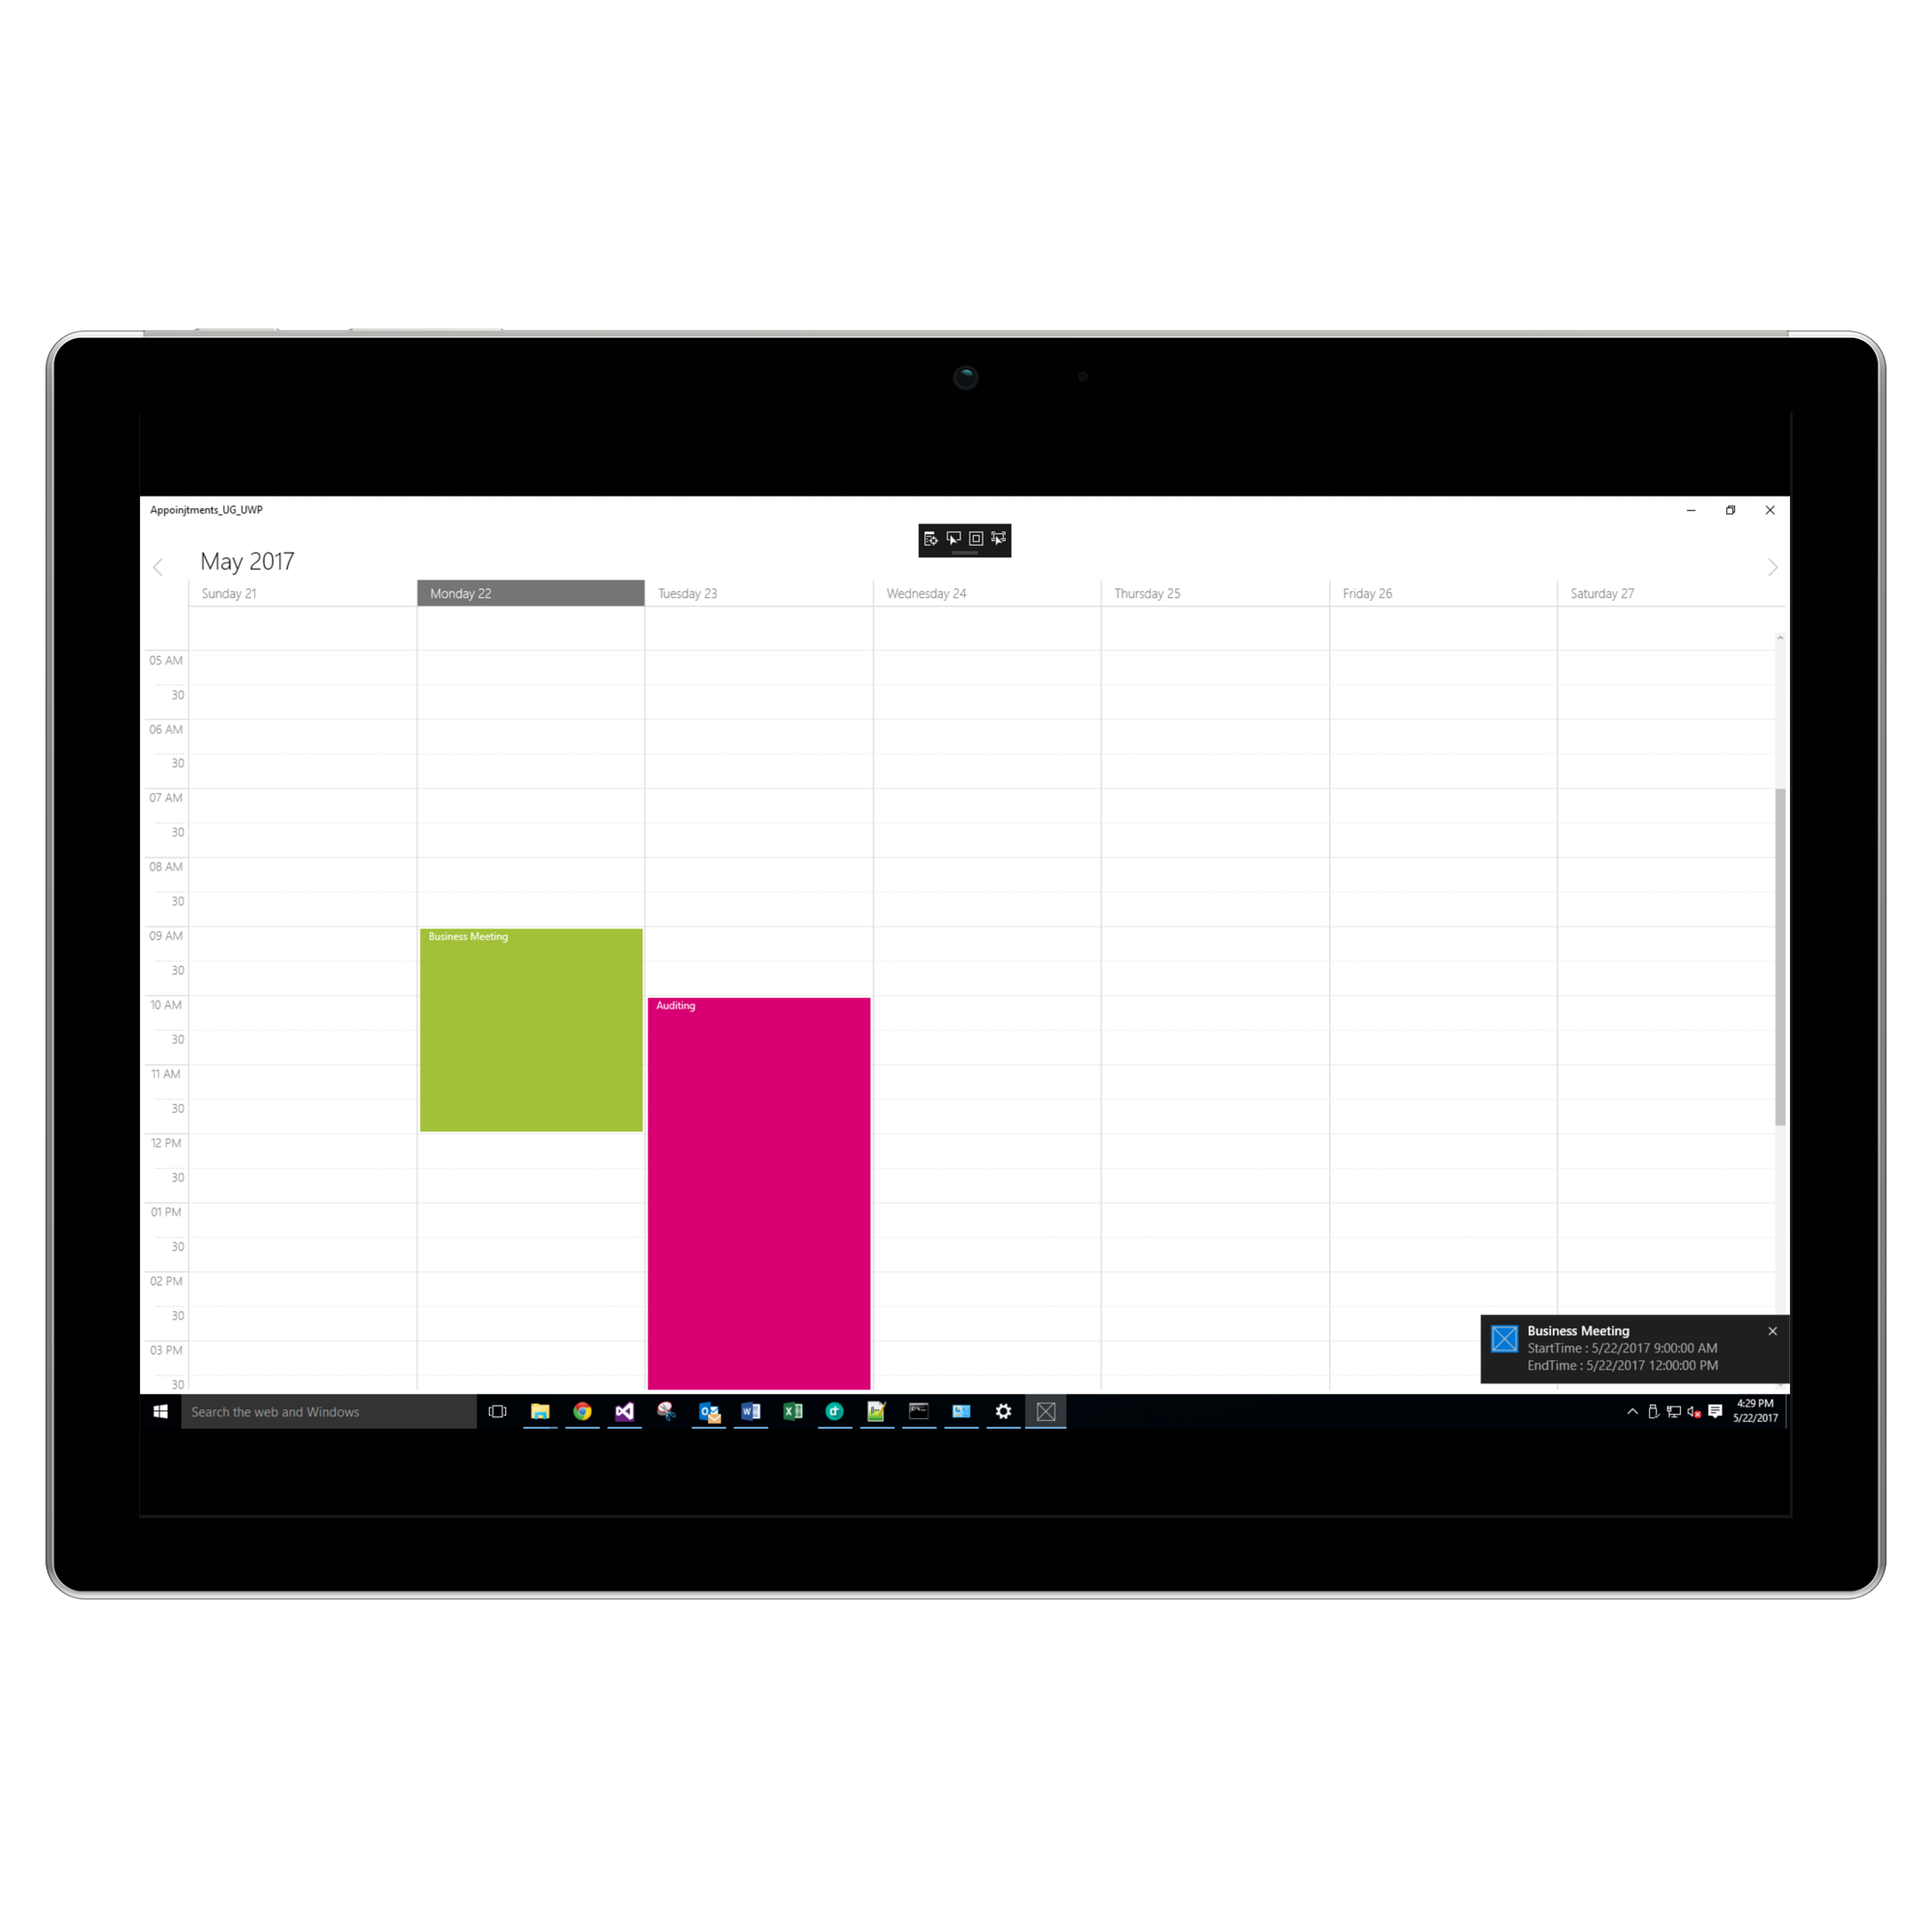 Appoinjtments_UG_UWP
May 2017
Sunday 21 Monday 22 Tuesday 23 Wednesday 24 Thursday 25 Friday 26 Saturday 27
05 AM
30
06 AM
30
07 AM
30
08 AM
30
09 AM Business Meeting
30
10 AM Auditing
30
11 AM
30
12 PM
30
01 PM
30
02 PM
30
Business Meeting
StartTime : 5/22/2017 9:00:00 AM
03 PM
EndTime : 5/22/2017 12:00:00 PM
30
Search the web and Windows
4:29 PM
5/22/2017